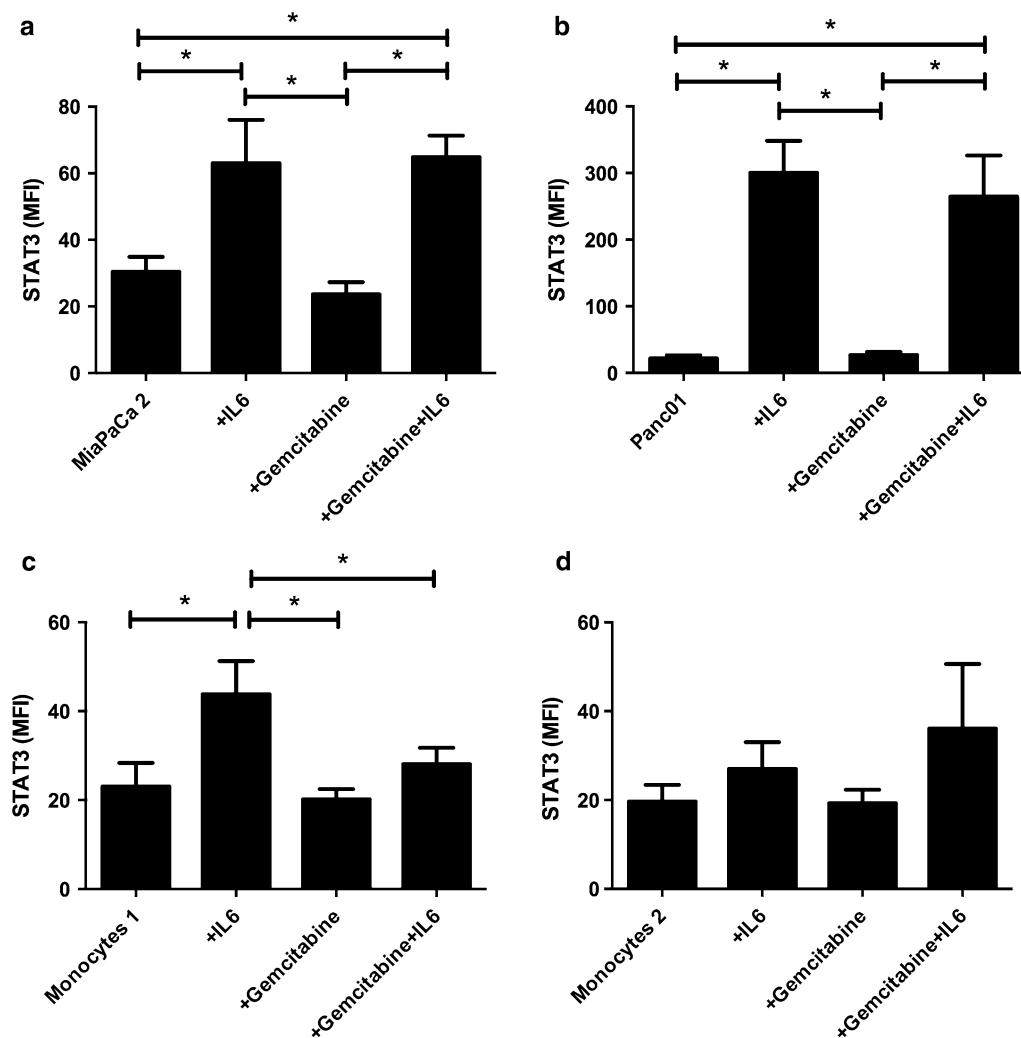 a
*
*
*
*
STAT3 (MFI)
80
60
40
20
0
MiaPaCa 2
+IL6
+Gemcitabine
+Gemcitabine+IL6
b
*
*
*
*
STAT3 (MFI)
400
300
200
100
0
Panc01
+IL6
+Gemcitabine
+Gemcitabine+IL6
c
*
*
*
STAT3 (MFI)
60
40
20
0
Monocytes 1
+IL6
+Gemcitabine
+Gemcitabine+IL6
d
STAT3 (MFI)
60
40
20
0
Monocytes 2
+IL6
+Gemcitabine
+Gemcitabine+IL6